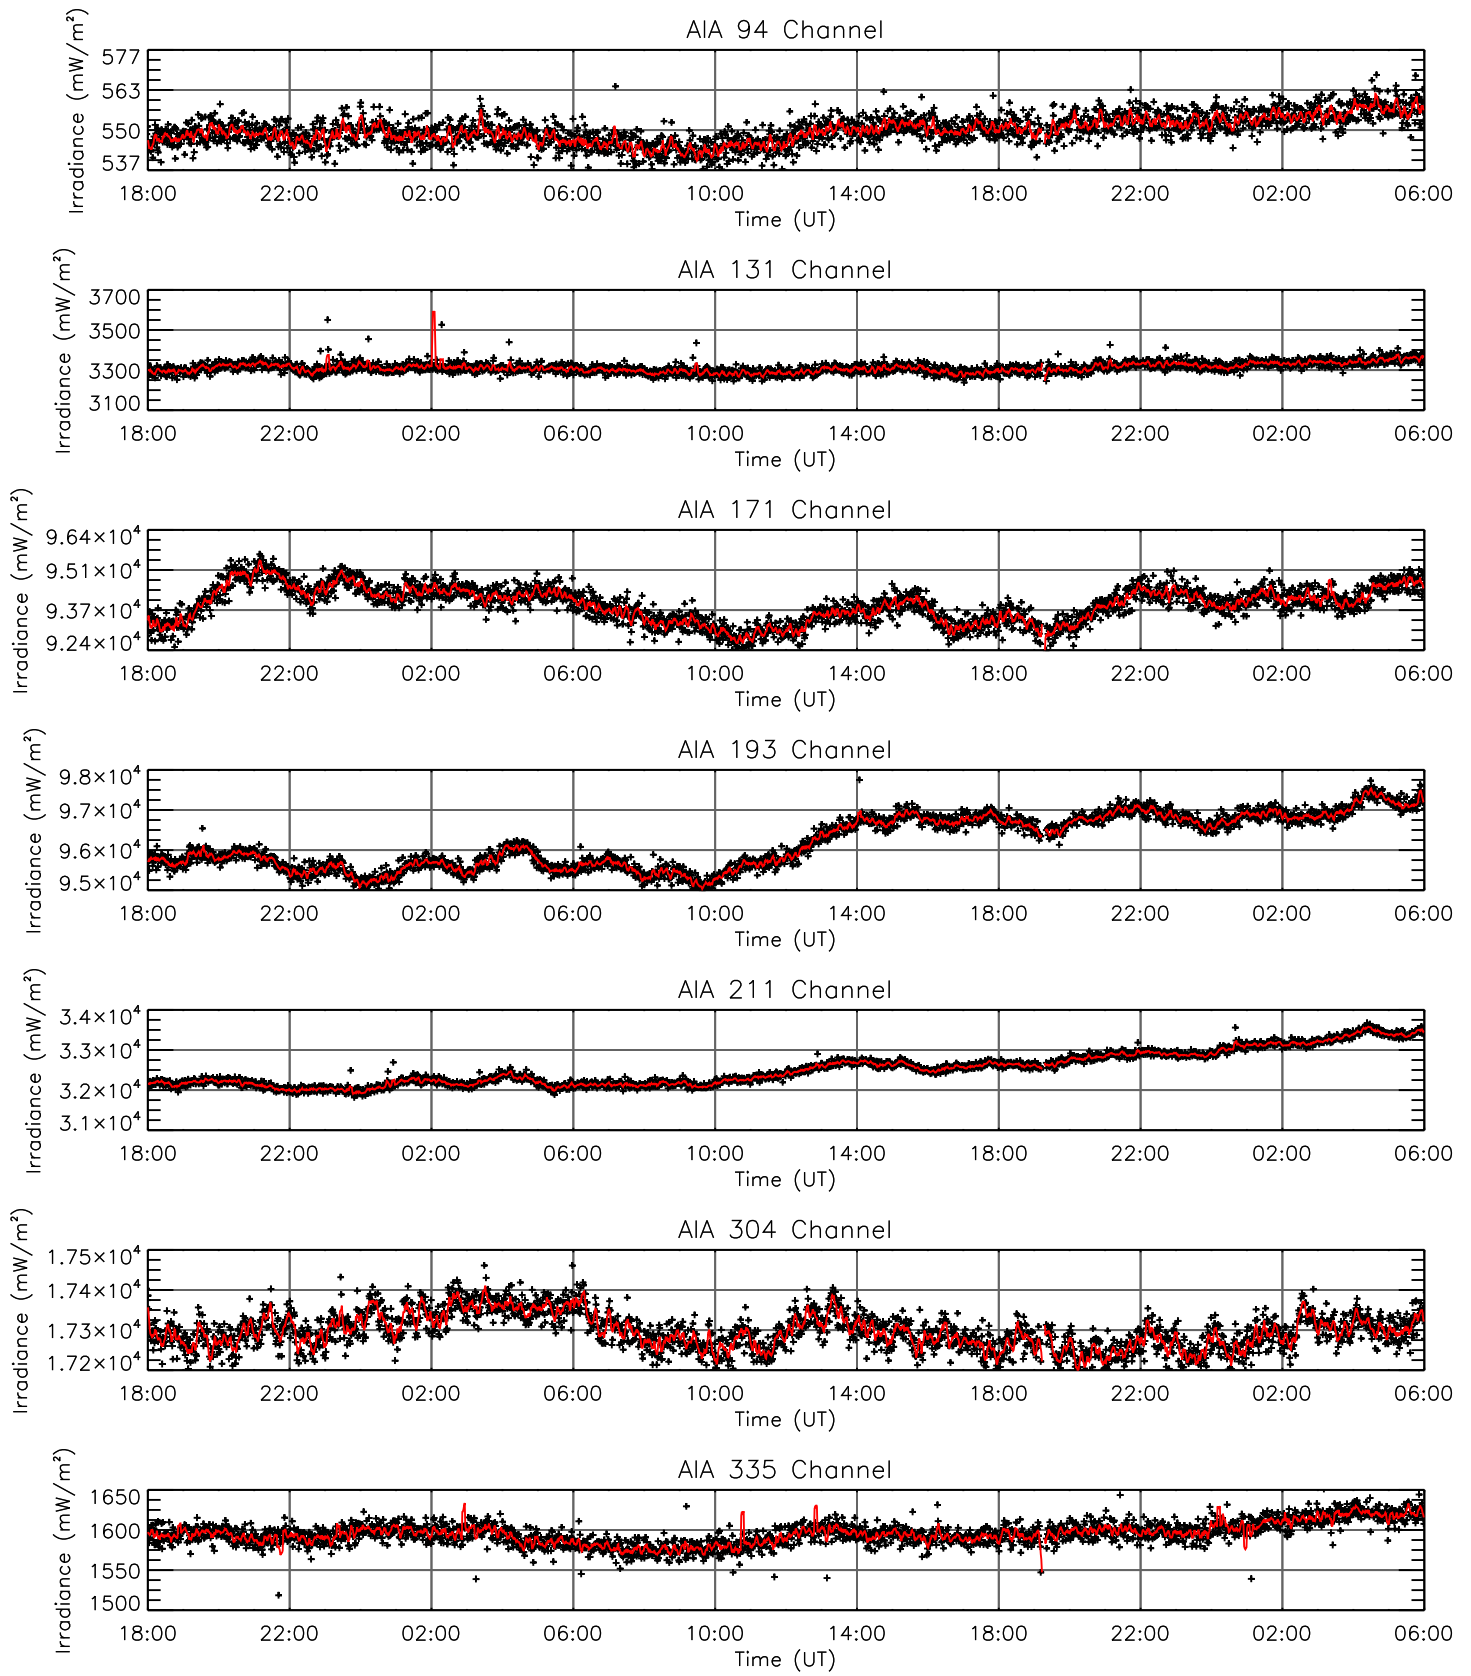 AIA 94 Channel
Irradiance (mW/m²)
577
563
550
537
18:00 22:00 02:00 06:00 10:00 14:00 18:00 22:00 02:00 06:00
Time (UT)
AIA 131 Channel
Irradiance (mW/m²)
3700
3500
3300
3100
18:00 22:00 02:00 06:00 10:00 14:00 18:00 22:00 02:00 06:00
Time (UT)
AIA 171 Channel
Irradiance (mW/m²)
9.64×10⁴
9.51×10⁴
9.37×10⁴
9.24×10⁴
18:00 22:00 02:00 06:00 10:00 14:00 18:00 22:00 02:00 06:00
Time (UT)
AIA 193 Channel
Irradiance (mW/m²)
9.8×10⁴
9.7×10⁴
9.6×10⁴
9.5×10⁴
18:00 22:00 02:00 06:00 10:00 14:00 18:00 22:00 02:00 06:00
Time (UT)
AIA 211 Channel
Irradiance (mW/m²)
3.4×10⁴
3.3×10⁴
3.2×10⁴
3.1×10⁴
18:00 22:00 02:00 06:00 10:00 14:00 18:00 22:00 02:00 06:00
Time (UT)
AIA 304 Channel
Irradiance (mW/m²)
1.75×10⁴
1.74×10⁴
1.73×10⁴
1.72×10⁴
18:00 22:00 02:00 06:00 10:00 14:00 18:00 22:00 02:00 06:00
Time (UT)
AIA 335 Channel
Irradiance (mW/m²)
1650
1600
1550
1500
18:00 22:00 02:00 06:00 10:00 14:00 18:00 22:00 02:00 06:00
Time (UT)